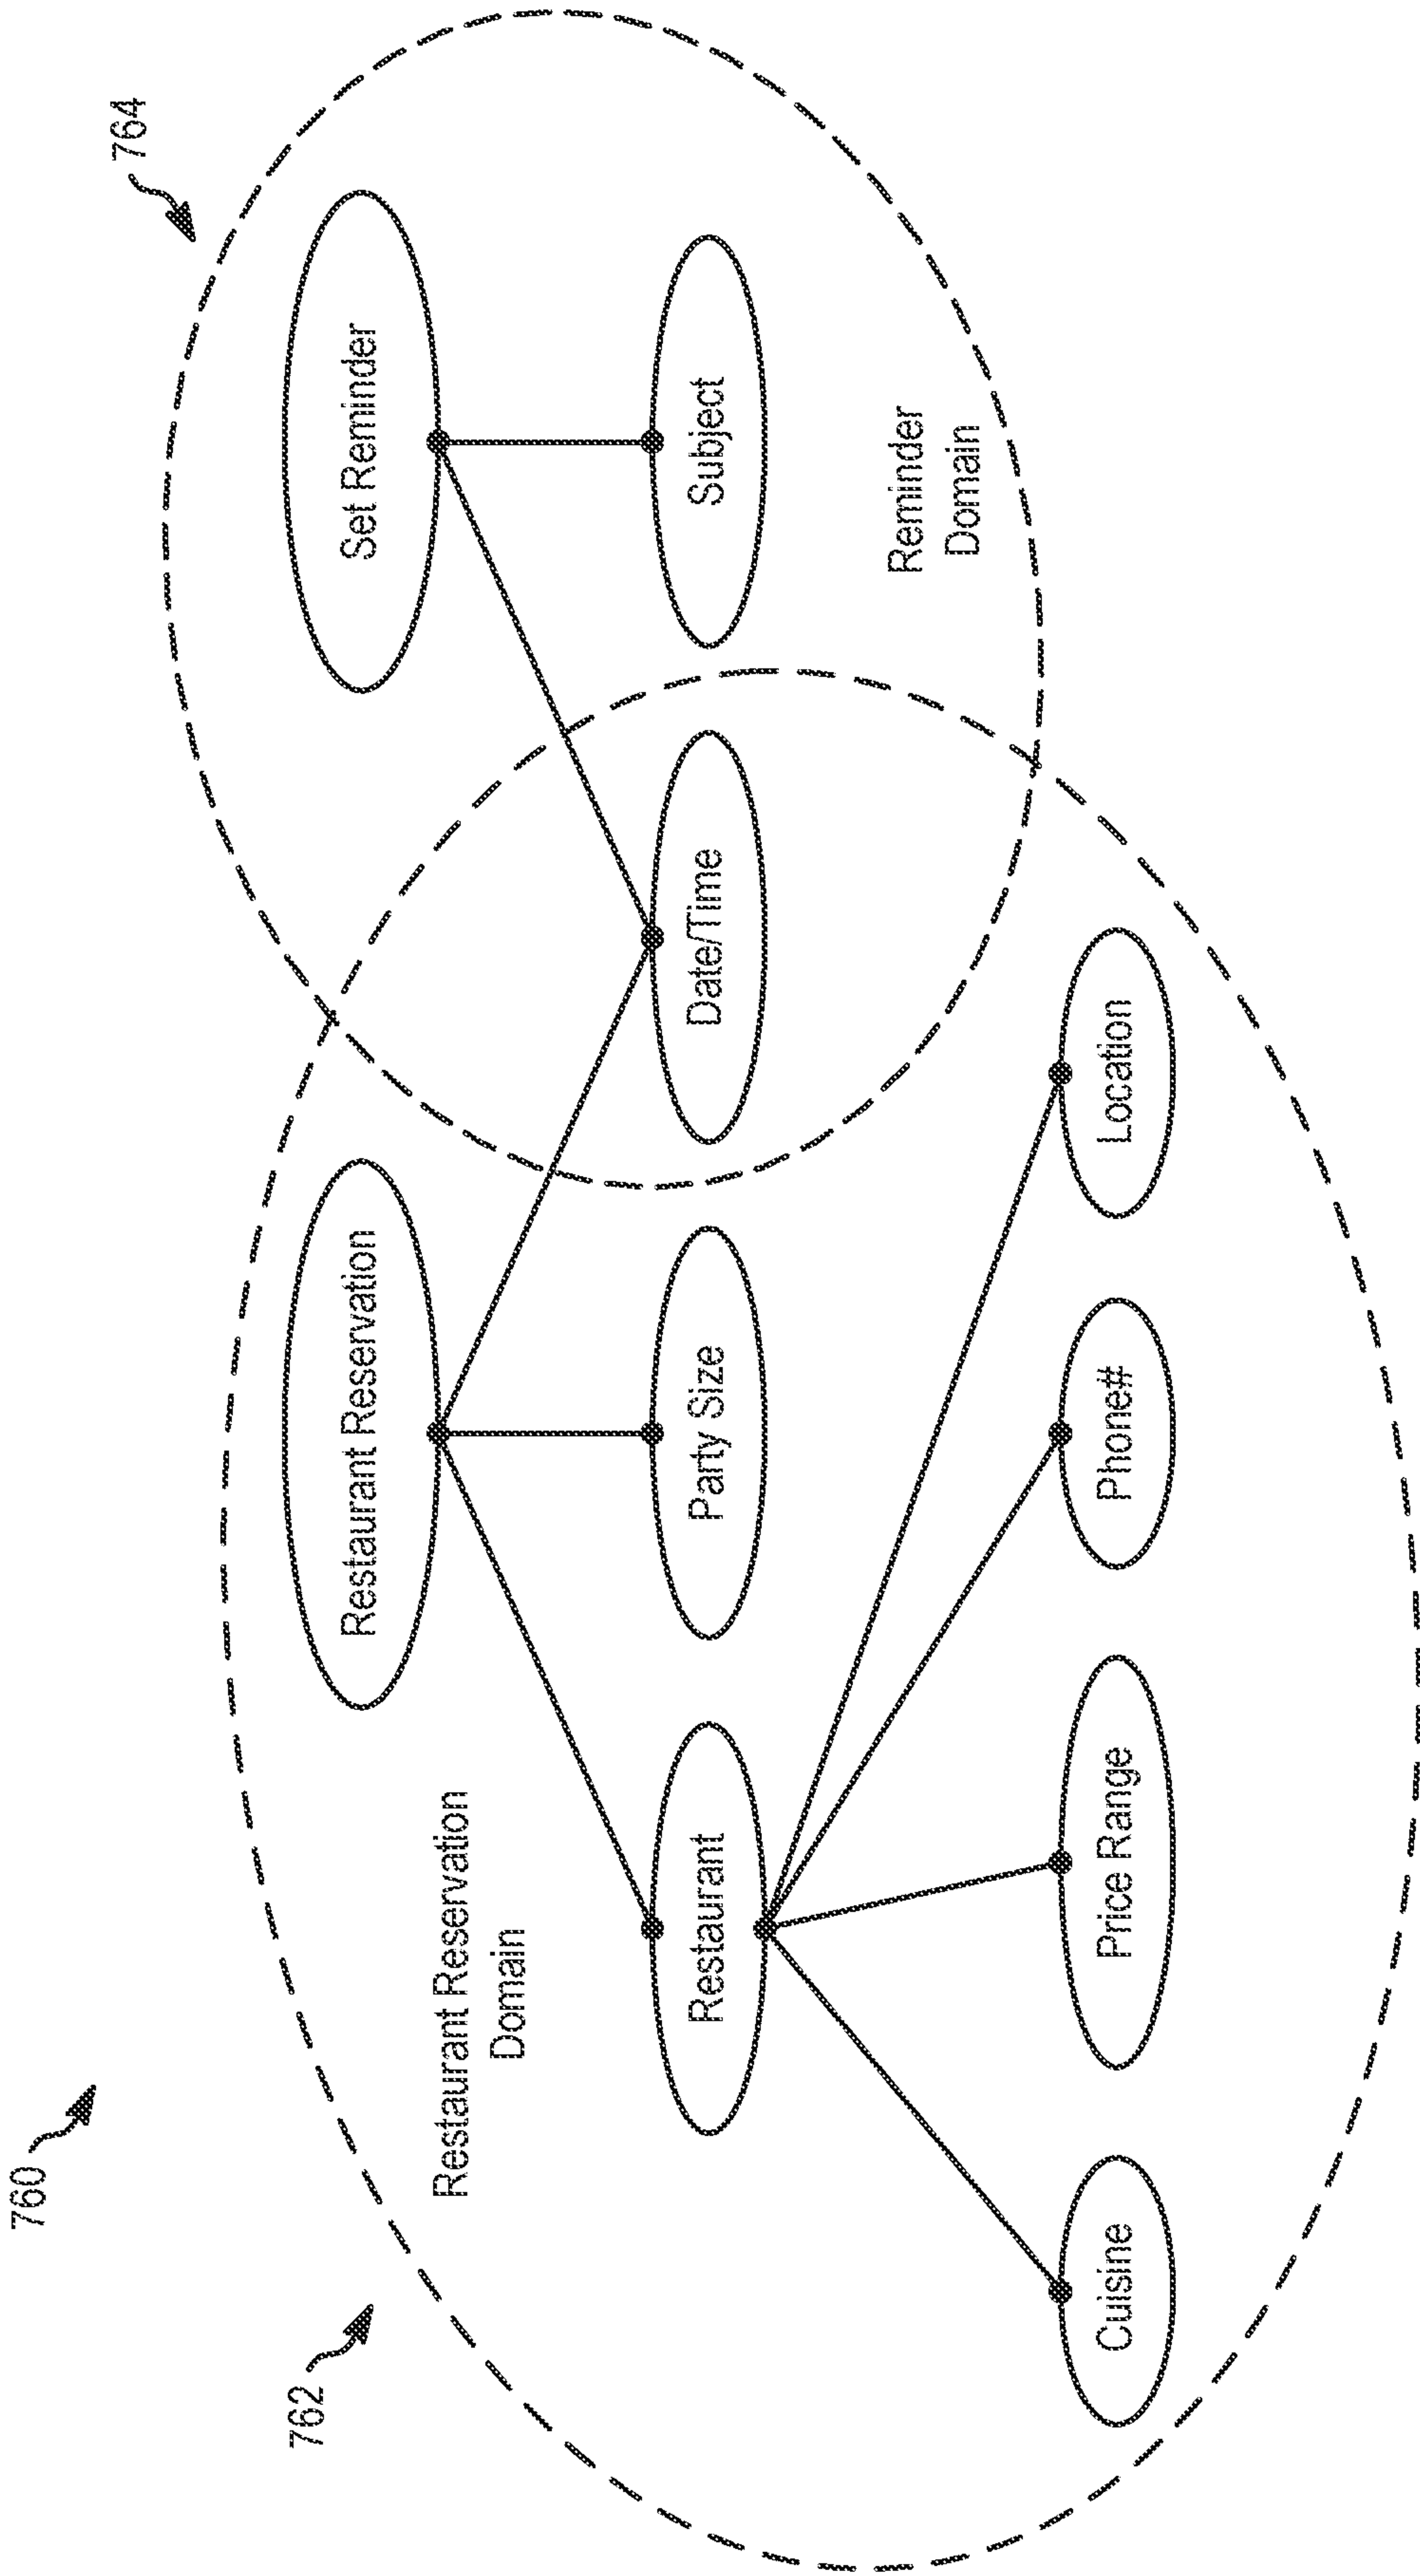 760
762
764
Restaurant Reservation
Set Reminder
Restaurant Reservation
Domain
Restaurant
Party Size
Date/Time
Subject
Reminder
Domain
Cuisine
Price Range
Phone#
Location